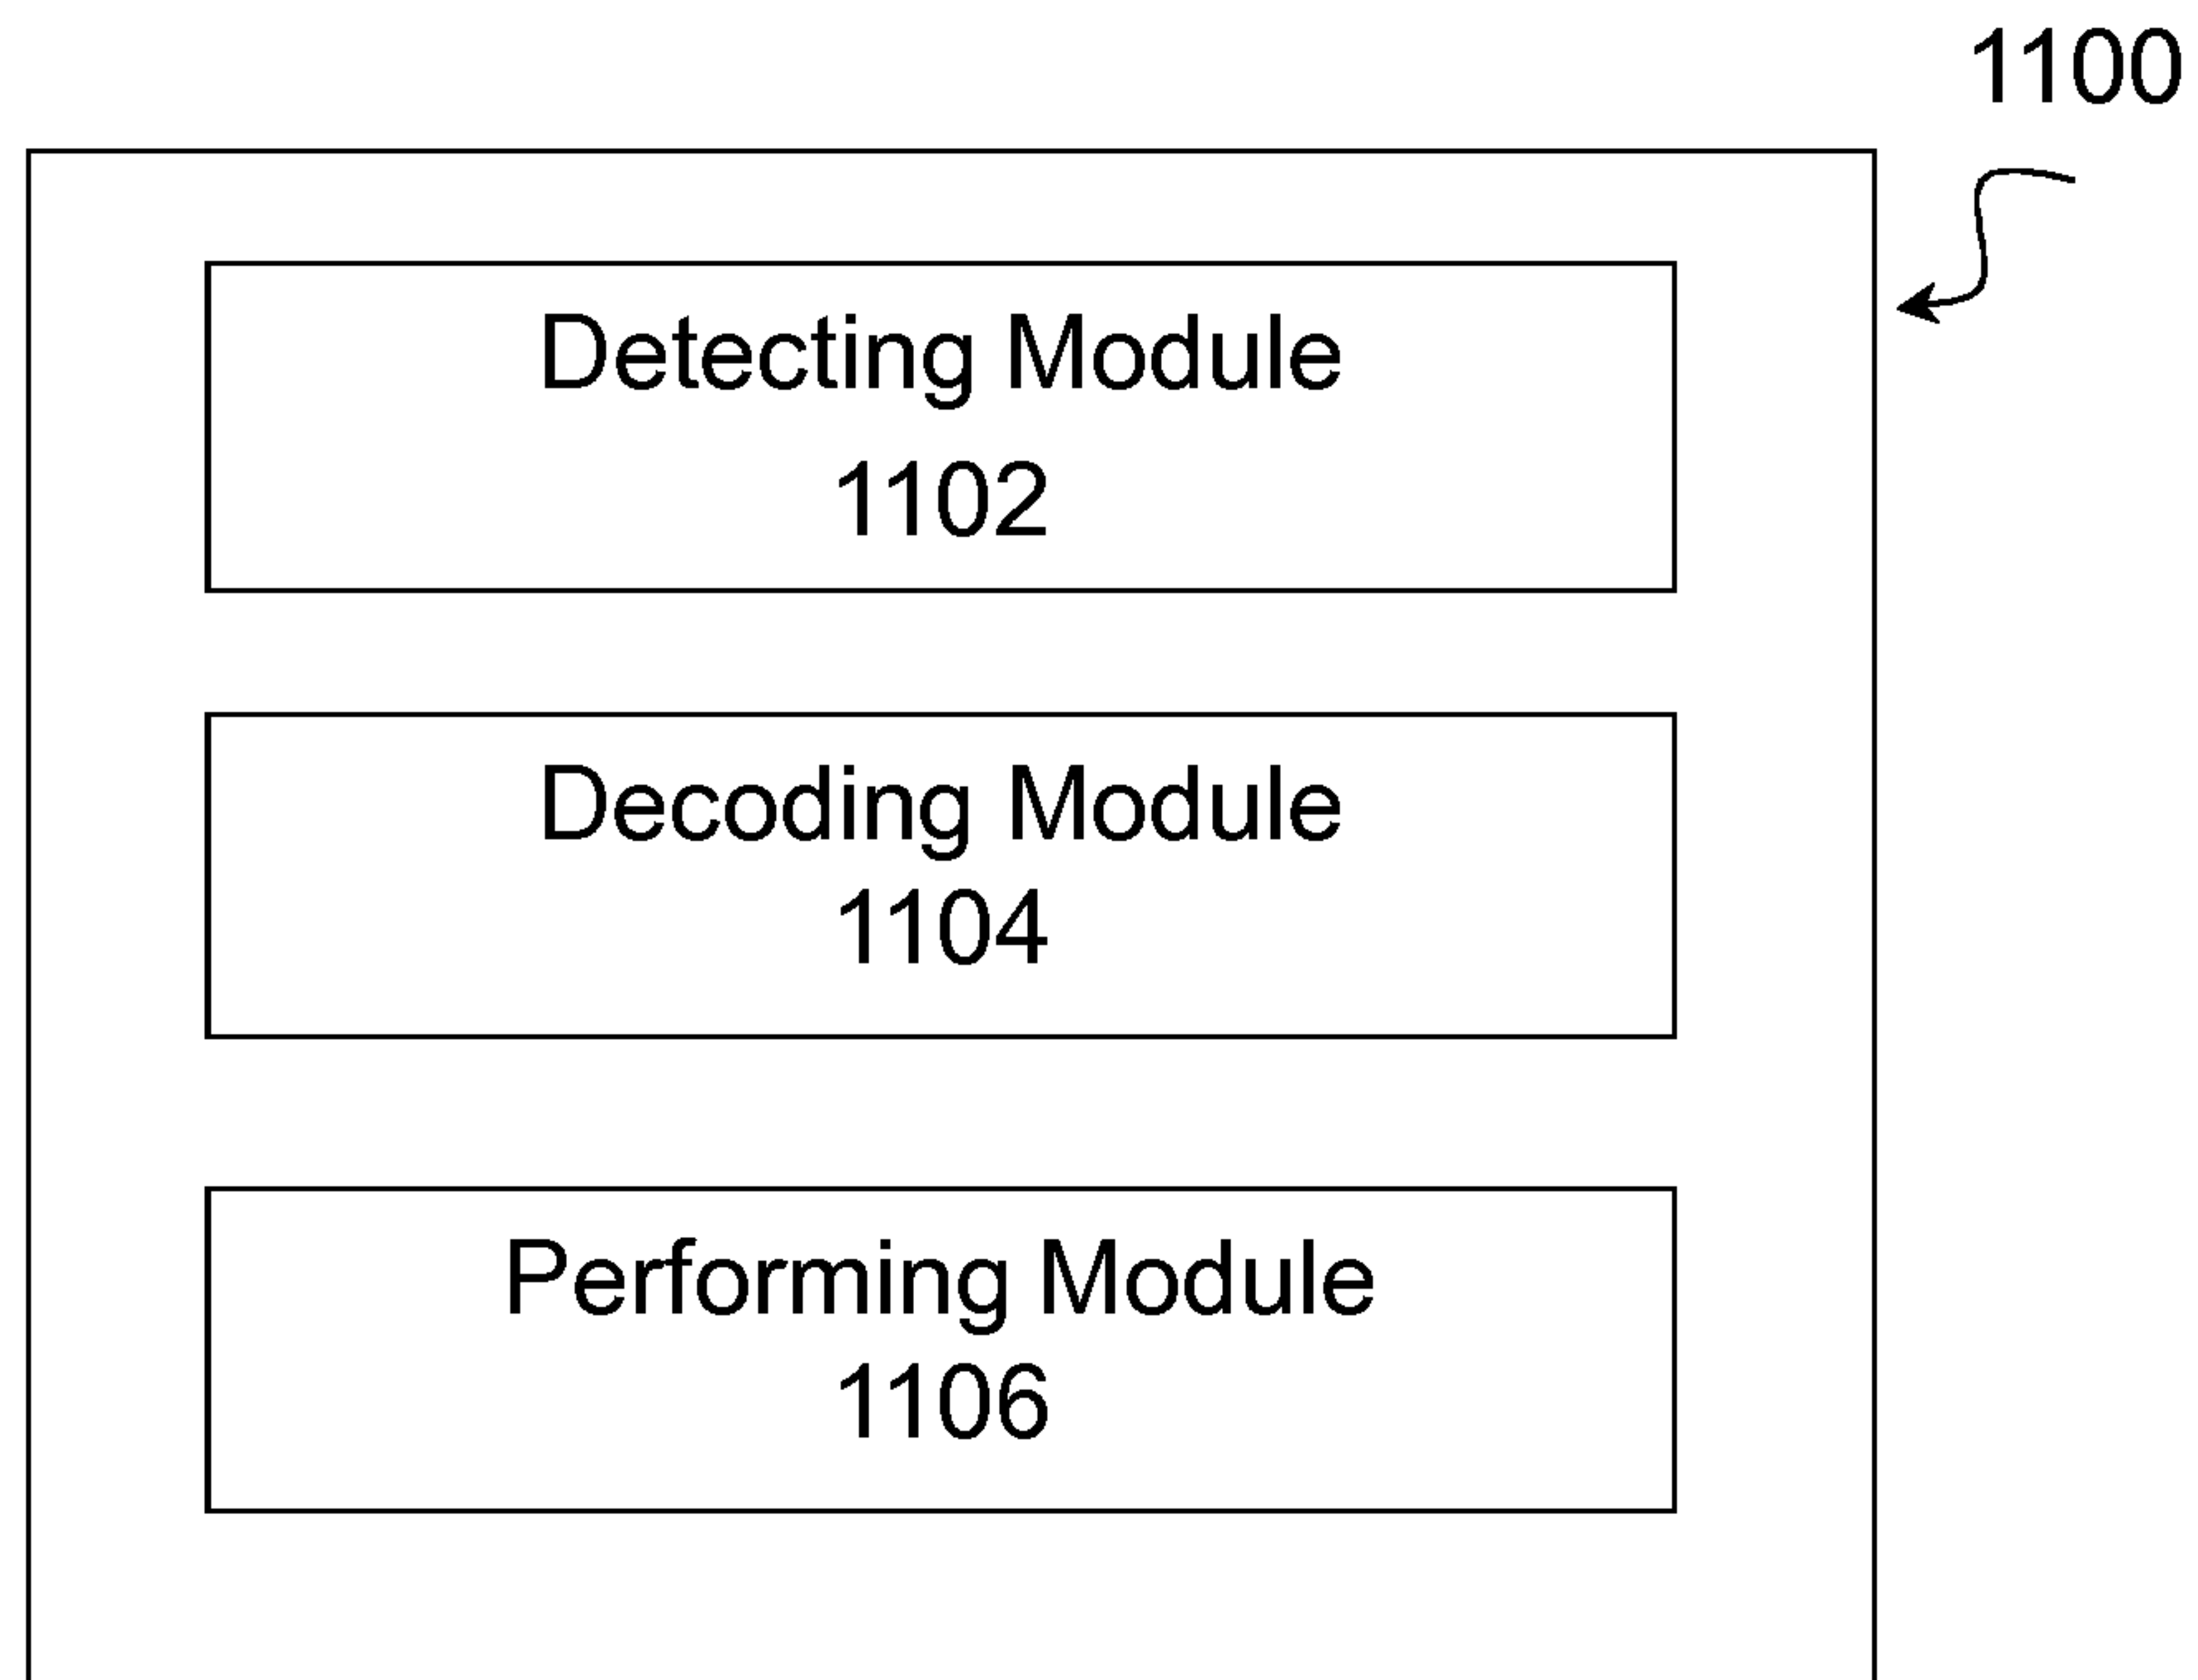 1100
Detecting Module
1102
Decoding Module
1104
Performing Module
1106